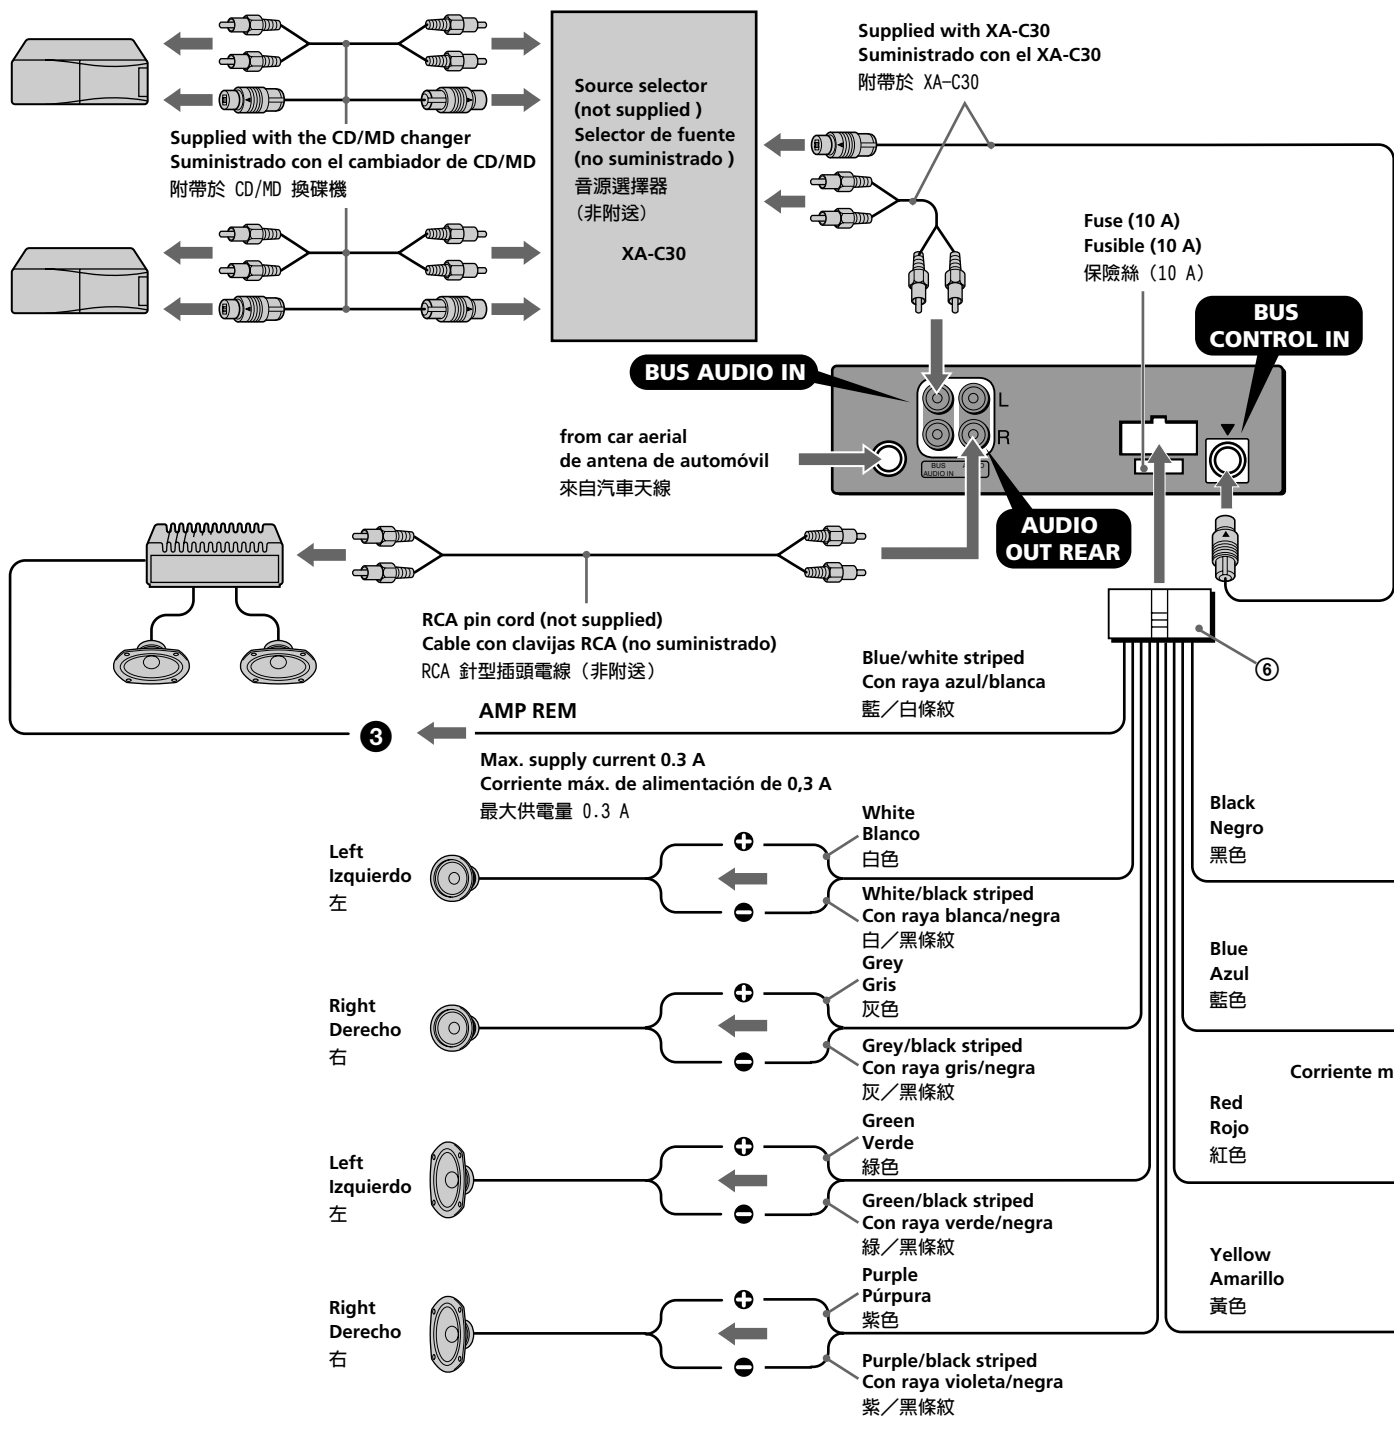 Supplied with XA-C30
Suministrado con el XA-C30
附帶於 XA-C30
Source selector
(not supplied )
Selector de fuente
(no suministrado )
音源選擇器
（非附送）
XA-C30
Supplied with the CD/MD changer
Suministrado con el cambiador de CD/MD
附帶於 CD/MD 換碟機
Fuse (10 A)
Fusible (10 A)
保險絲（10 A）
BUS
CONTROL IN
BUS AUDIO IN
L
R
BUS
AUDIO IN
from car aerial
de antena de automóvil
來自汽車天線
AUDIO
OUT REAR
RCA pin cord (not supplied)
Cable con clavijas RCA (no suministrado)
RCA 針型插頭電線（非附送）
Blue/white striped
Con raya azul/blanca
藍／白條紋
⑥
AMP REM
❸
Max. supply current 0.3 A
Corriente máx. de alimentación de 0,3 A
最大供電量 0.3 A
Left
Izquierdo
左
White
Blanco
白色
White/black striped
Con raya blanca/negra
白／黑條紋
Black
Negro
黑色
Right
Derecho
右
Grey
Gris
灰色
Grey/black striped
Con raya gris/negra
灰／黑條紋
Blue
Azul
藍色
Corriente m
Left
Izquierdo
左
Green
Verde
綠色
Green/black striped
Con raya verde/negra
綠／黑條紋
Red
Rojo
紅色
Right
Derecho
右
Purple
Púrpura
紫色
Purple/black striped
Con raya violeta/negra
紫／黑條紋
Yellow
Amarillo
黃色